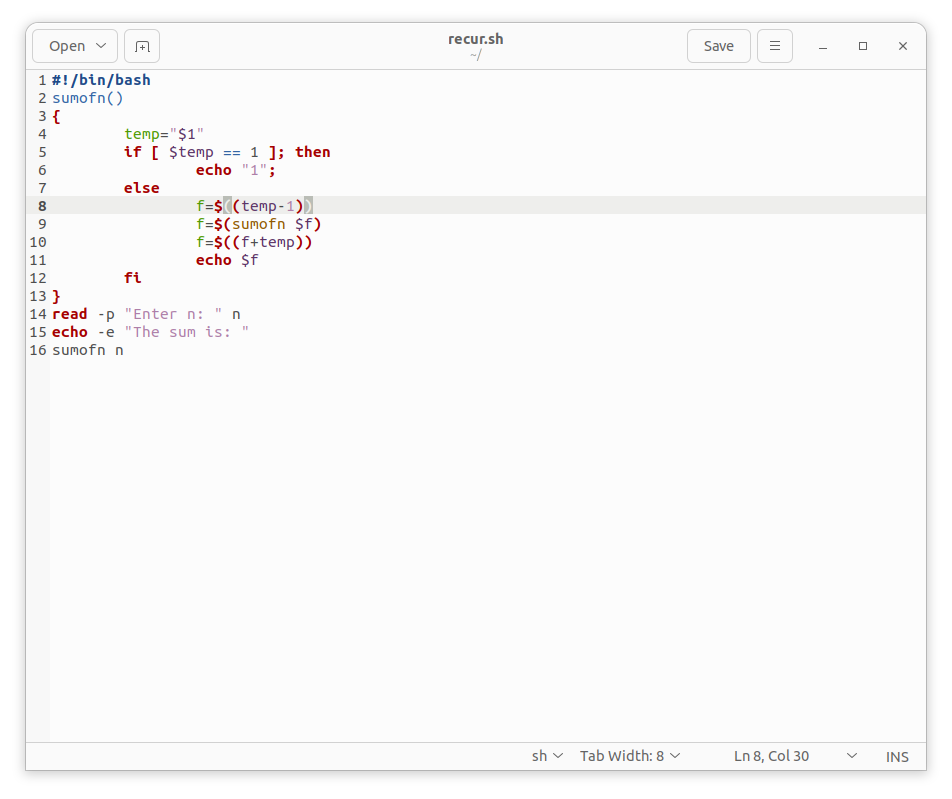 Open
recur.sh
~/
Save
1 #!/bin/bash
2 sumofn()
3 {
4         temp="$1"
5         if [ $temp == 1 ]; then
6                 echo "1";
7         else
8                 f=$((temp-1))
9                 f=$(sumofn $f)
10                 f=$((f+temp))
11                 echo $f
12         fi
13 }
14 read -p "Enter n: " n
15 echo -e "The sum is: "
16 sumofn n
sh Tab Width: 8 Ln 8, Col 30 INS